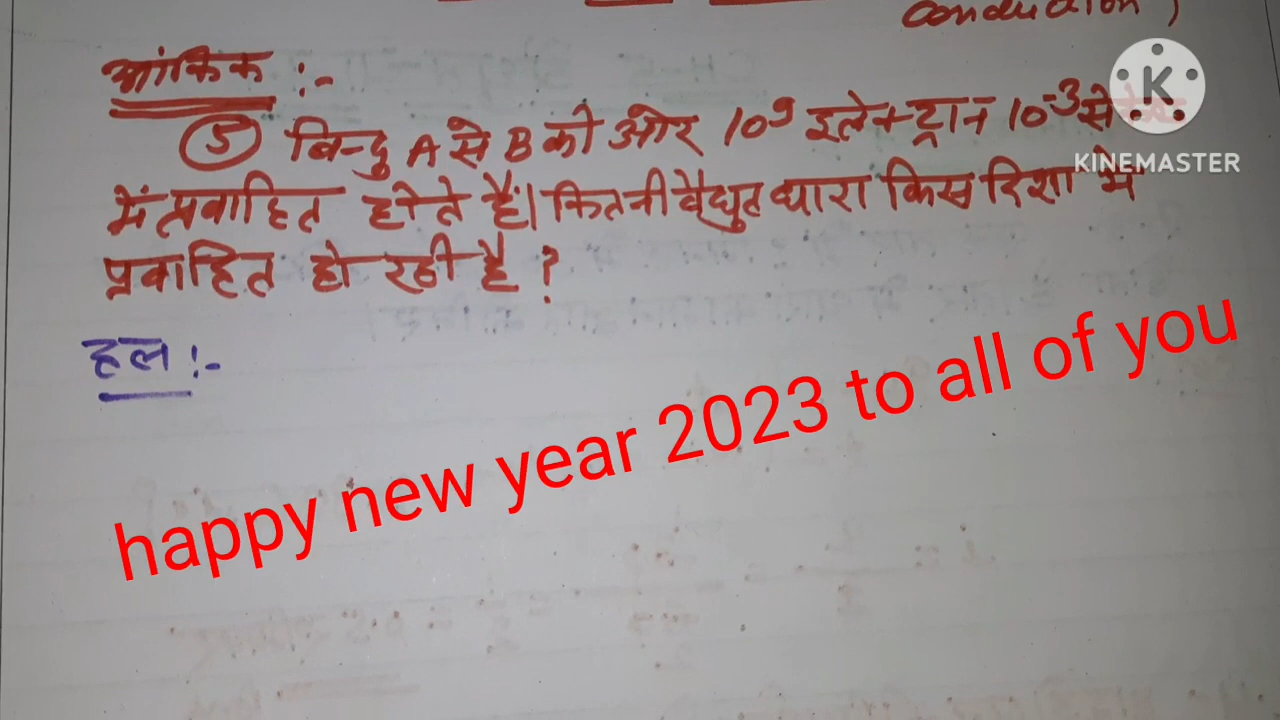 conduction)
आंकिक :-
⑤ विन्दु A से B की ओर 10⁹ इलेक्ट्रान 10⁻³ से
में प्रवाहित होते हैं। कितनी वैद्युत धारा किस दिशा में
प्रवाहित हो रही है ?
हल :-
happy new year 2023 to all of you
K
KINEMASTER